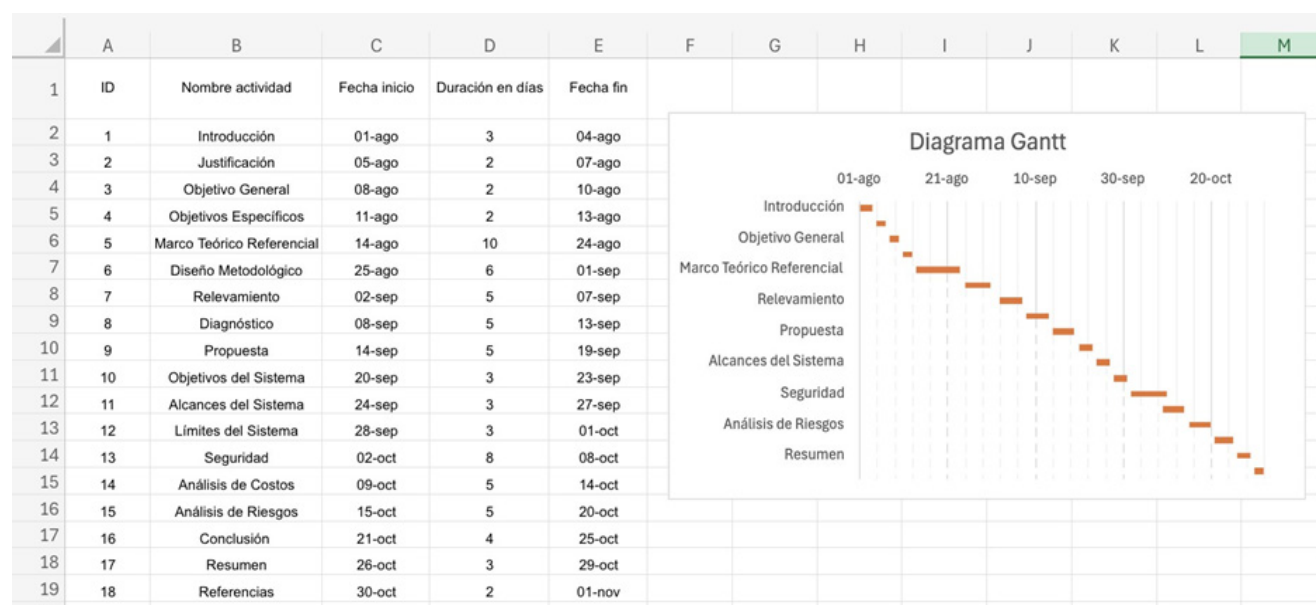 A B C D E F G H I J K L M
1 ID Nombre actividad Fecha inicio Duración en días Fecha fin
2 1 Introducción 01-ago 3 04-ago
3 2 Justificación 05-ago 2 07-ago
4 3 Objetivo General 08-ago 2 10-ago
5 4 Objetivos Específicos 11-ago 2 13-ago
6 5 Marco Teórico Referencial 14-ago 10 24-ago
7 6 Diseño Metodológico 25-ago 6 01-sep
8 7 Relevamiento 02-sep 5 07-sep
9 8 Diagnóstico 08-sep 5 13-sep
10 9 Propuesta 14-sep 5 19-sep
11 10 Objetivos del Sistema 20-sep 3 23-sep
12 11 Alcances del Sistema 24-sep 3 27-sep
13 12 Límites del Sistema 28-sep 3 01-oct
14 13 Seguridad 02-oct 8 08-oct
15 14 Análisis de Costos 09-oct 5 14-oct
16 15 Análisis de Riesgos 15-oct 5 20-oct
17 16 Conclusión 21-oct 4 25-oct
18 17 Resumen 26-oct 3 29-oct
19 18 Referencias 30-oct 2 01-nov
Diagrama Gantt
01-ago 21-ago 10-sep 30-sep 20-oct
Introducción
Objetivo General
Marco Teórico Referencial
Relevamiento
Propuesta
Alcances del Sistema
Seguridad
Análisis de Riesgos
Resumen